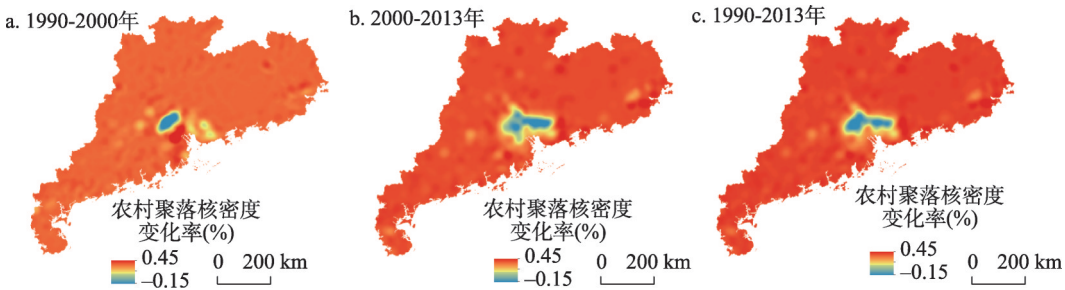 a. 1990-2000年
农村聚落核密度
变化率(%)
0.45
–0.15
0 200 km
b. 2000-2013年
农村聚落核密度
变化率(%)
0.45
–0.15
0 200 km
c. 1990-2013年
农村聚落核密度
变化率(%)
0.45
–0.15
0 200 km